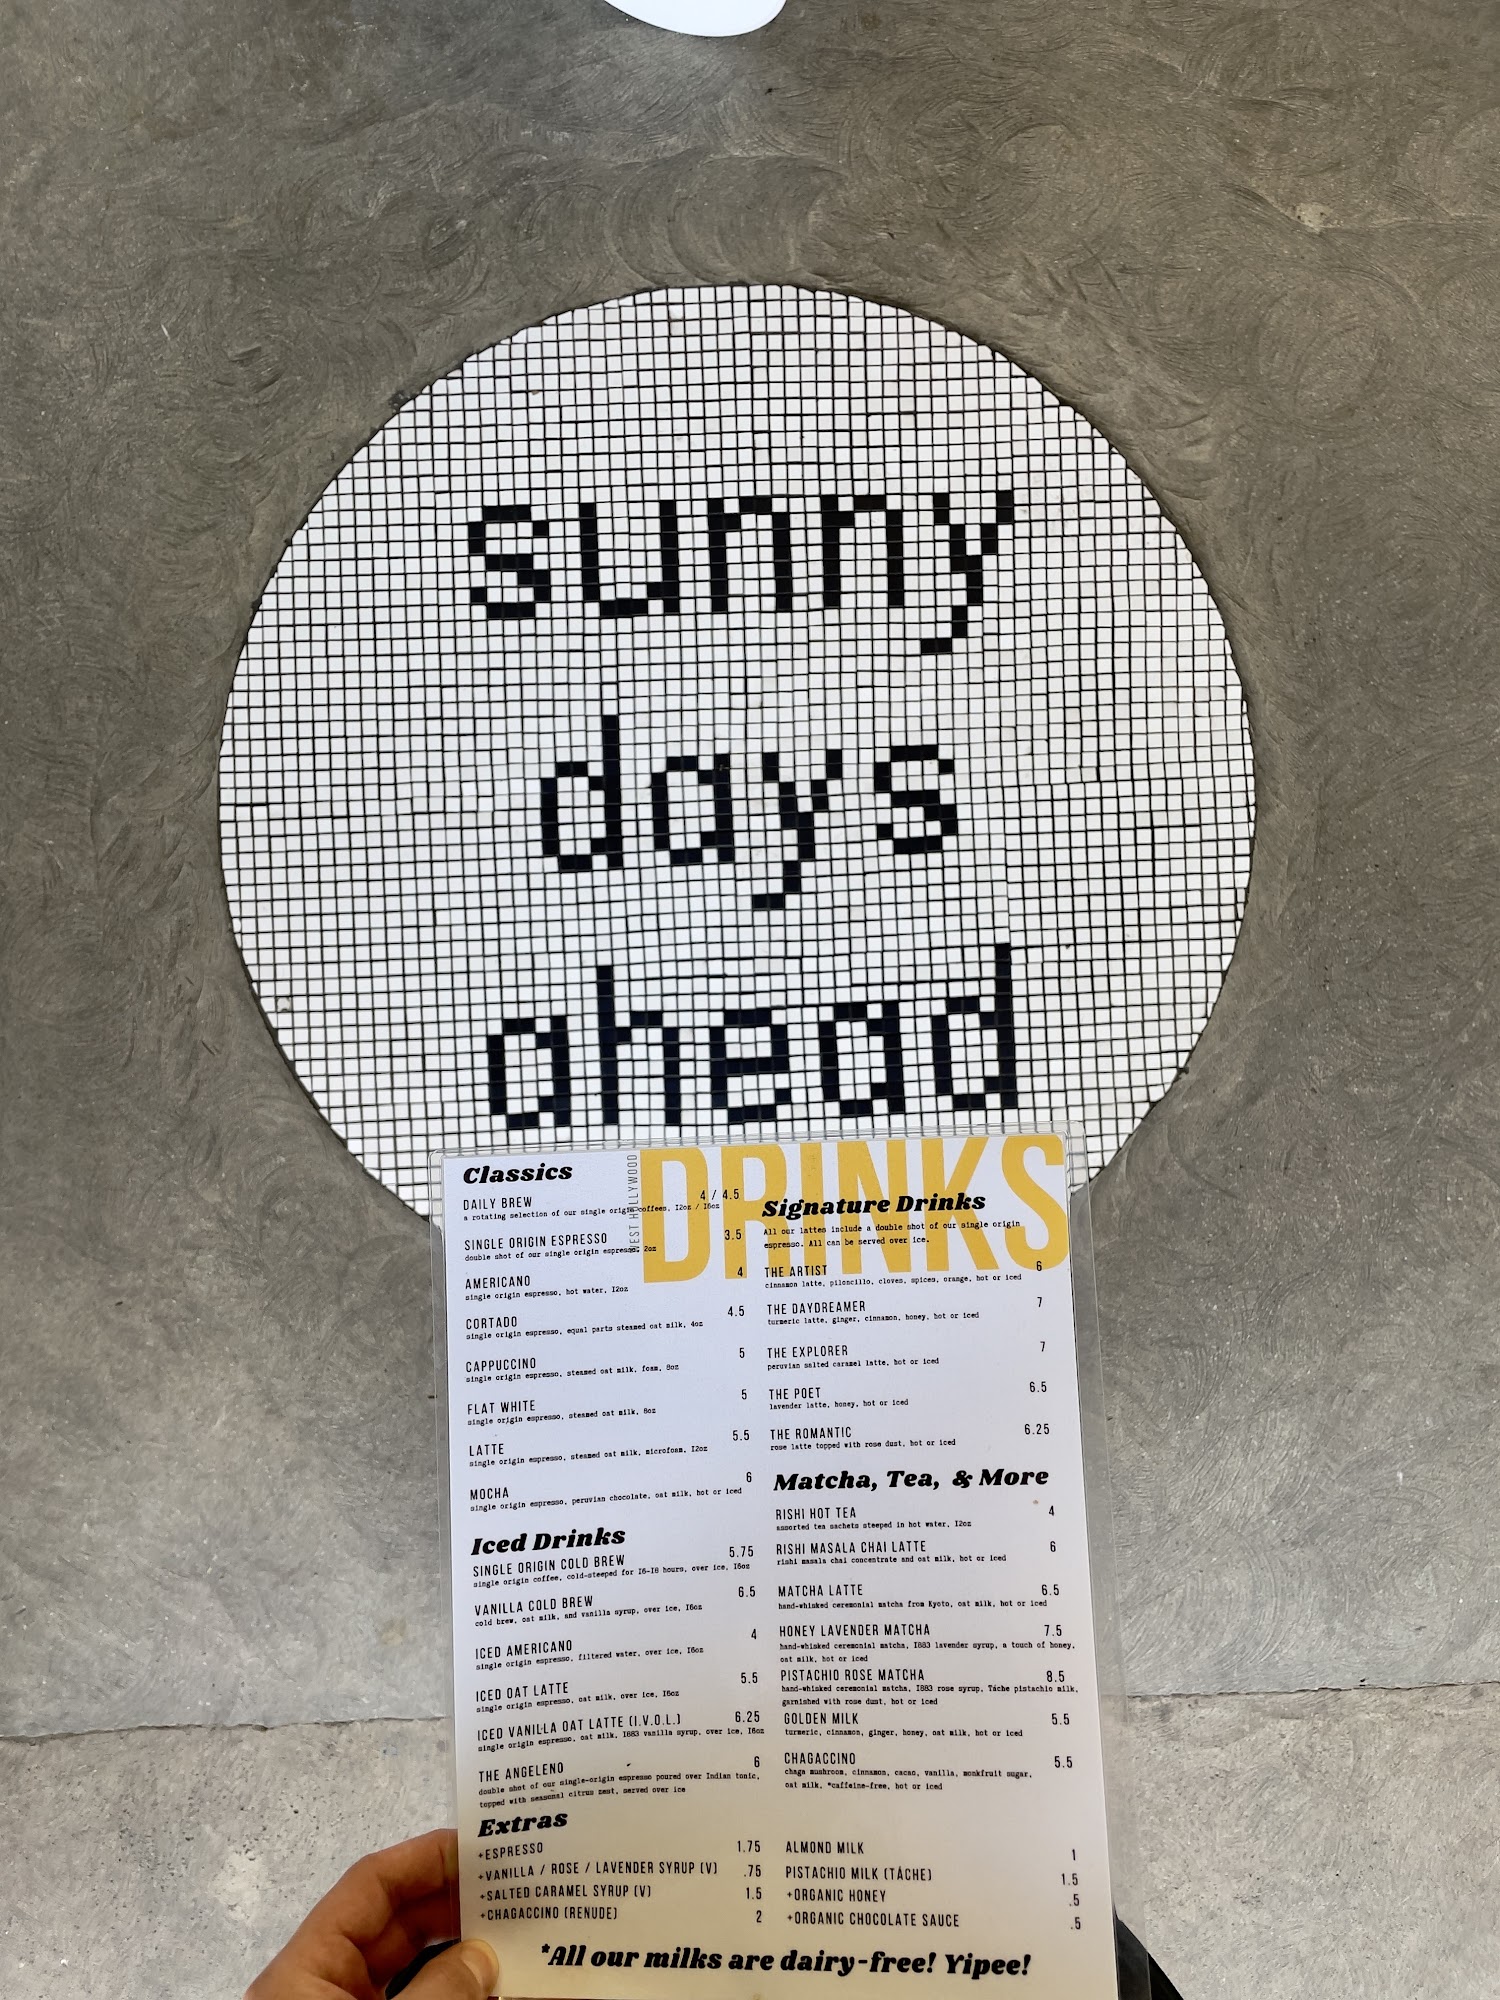 sunny
days
ahead
WEST HOLLYWOOD
DRINKS
Classics
DAILY BREW 4 / 4.5
a rotating selection of our single origin coffees, 12oz / 16oz
SINGLE ORIGIN ESPRESSO 3.5
double shot of our single origin espresso, 2oz
AMERICANO 4
single origin espresso, hot water, 12oz
CORTADO 4.5
single origin espresso, equal parts steamed oat milk, 4oz
CAPPUCCINO 5
single origin espresso, steamed oat milk, foam, 8oz
FLAT WHITE 5
single origin espresso, steamed oat milk, 8oz
LATTE 5.5
single origin espresso, steamed oat milk, microfoam, 12oz
MOCHA 6
single origin espresso, peruvian chocolate, oat milk, hot or iced
Iced Drinks
SINGLE ORIGIN COLD BREW 5.75
single origin coffee, cold-steeped for 16-18 hours, over ice, 16oz
VANILLA COLD BREW 6.5
cold brew, oat milk, and vanilla syrup, over ice, 16oz
ICED AMERICANO 4
single origin espresso, filtered water, over ice, 16oz
ICED OAT LATTE 5.5
single origin espresso, oat milk, over ice, 16oz
ICED VANILLA OAT LATTE (I.V.O.L.) 6.25
single origin espresso, oat milk, 1883 vanilla syrup, over ice, 16oz
THE ANGELENO 6
double shot of our single-origin espresso poured over Indian tonic,
topped with seasonal citrus zest, served over ice
Signature Drinks
All our lattes include a double shot of our single origin
espresso. All can be served over ice.
THE ARTIST 6
cinnamon latte, piloncillo, cloves, spices, orange, hot or iced
THE DAYDREAMER 7
turmeric latte, ginger, cinnamon, honey, hot or iced
THE EXPLORER 7
peruvian salted caramel latte, hot or iced
THE POET 6.5
lavender latte, honey, hot or iced
THE ROMANTIC 6.25
rose latte topped with rose dust, hot or iced
Matcha, Tea, & More
RISHI HOT TEA 4
assorted tea sachets steeped in hot water, 12oz
RISHI MASALA CHAI LATTE 6
rishi masala chai concentrate and oat milk, hot or iced
MATCHA LATTE 6.5
hand-whisked ceremonial matcha from Kyoto, oat milk, hot or iced
HONEY LAVENDER MATCHA 7.5
hand-whisked ceremonial matcha, 1883 lavender syrup, a touch of honey,
oat milk, hot or iced
PISTACHIO ROSE MATCHA 8.5
hand-whisked ceremonial matcha, 1883 rose syrup, Táche pistachio milk,
garnished with rose dust, hot or iced
GOLDEN MILK 5.5
turmeric, cinnamon, ginger, honey, oat milk, hot or iced
CHAGACCINO 5.5
chaga mushroom, cinnamon, cacao, vanilla, monkfruit sugar,
oat milk, *caffeine-free, hot or iced
Extras
+ESPRESSO 1.75
+VANILLA / ROSE / LAVENDER SYRUP (V) .75
+SALTED CARAMEL SYRUP (V) 1.5
+CHAGACCINO (RENUDE) 2
ALMOND MILK 1
PISTACHIO MILK (TÁCHE) 1.5
+ORGANIC HONEY .5
+ORGANIC CHOCOLATE SAUCE .5
*All our milks are dairy-free! Yipee!